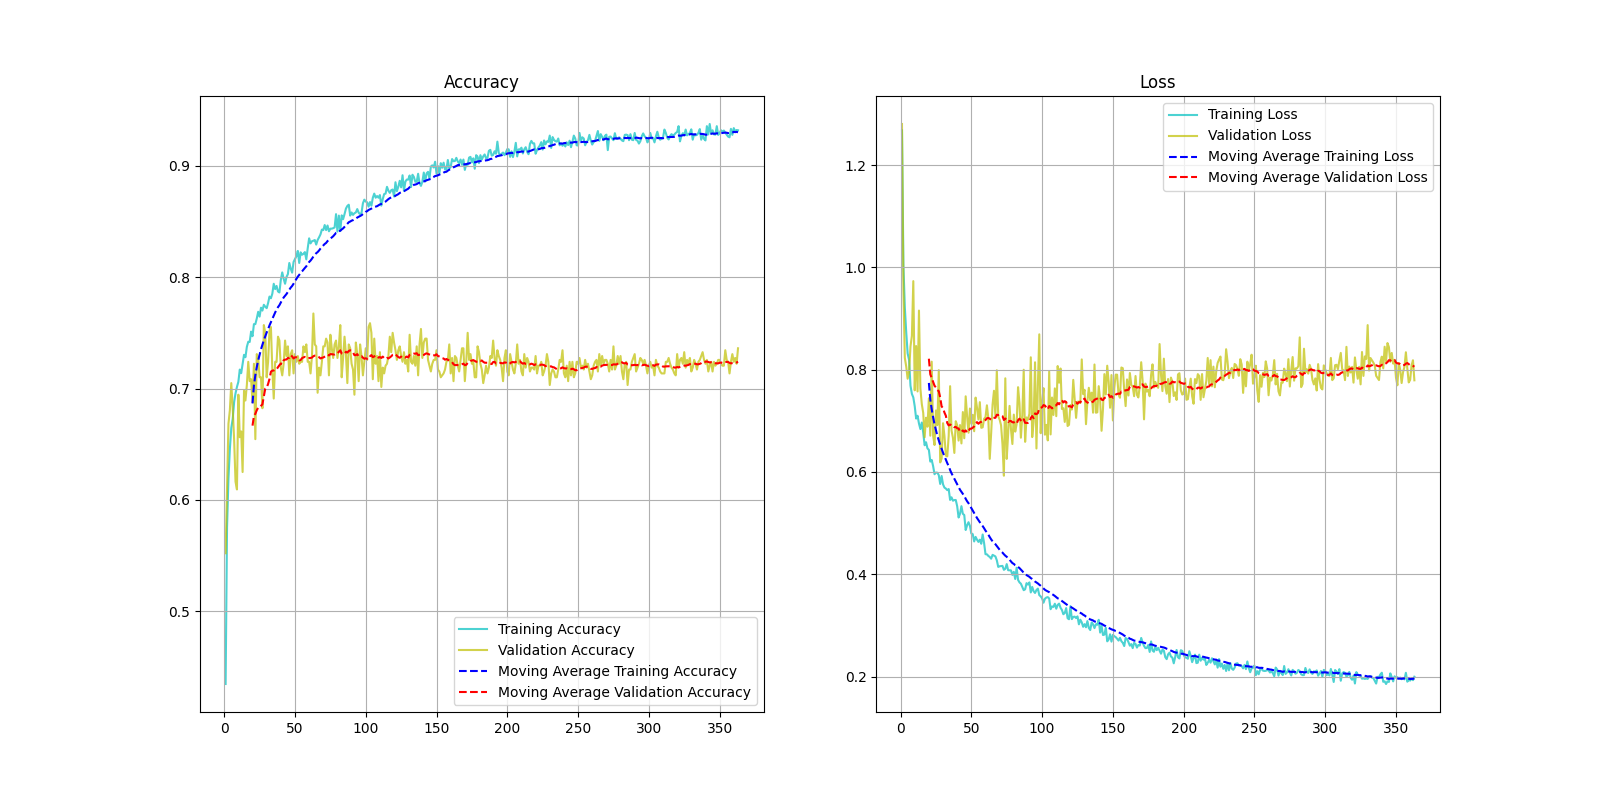 Accuracy
0.9
0.8
0.7
0.6
0.5
0 50 100 150 200 250 300 350
Training Accuracy
Validation Accuracy
Moving Average Training Accuracy
Moving Average Validation Accuracy
Loss
1.2
1.0
0.8
0.6
0.4
0.2
0 50 100 150 200 250 300 350
Training Loss
Validation Loss
Moving Average Training Loss
Moving Average Validation Loss